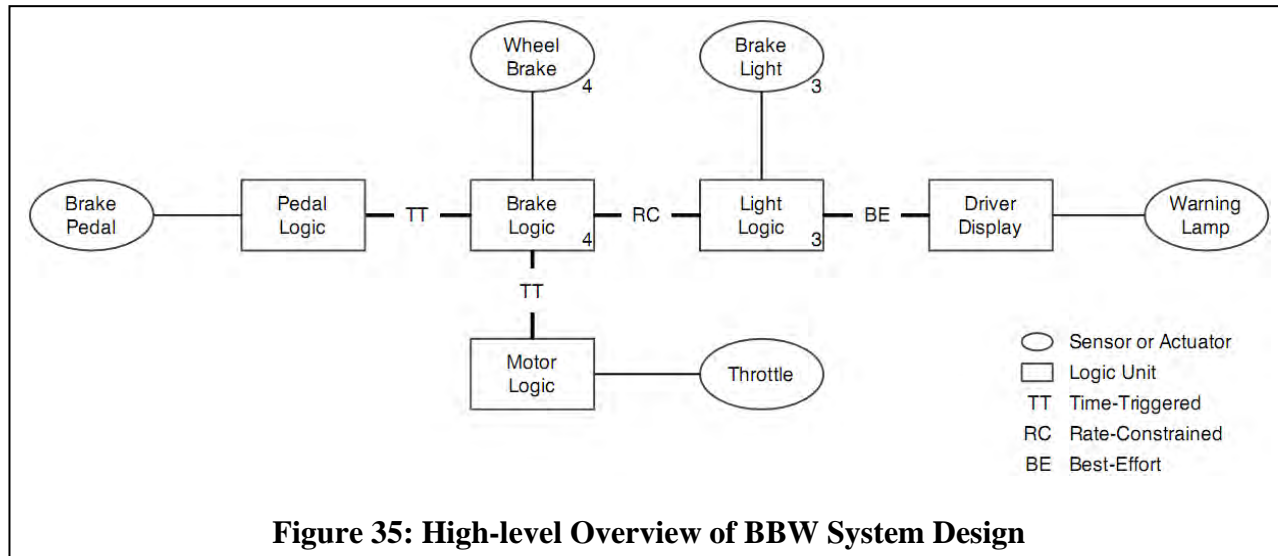 Wheel
Brake
4
Brake
Light
3
Brake
Pedal
Pedal
Logic
TT
Brake
Logic
4
RC
Light
Logic
3
BE
Driver
Display
Warning
Lamp
TT
Motor
Logic
Throttle
Sensor or Actuator
Logic Unit
TT Time-Triggered
RC Rate-Constrained
BE Best-Effort
Figure 35: High-level Overview of BBW System Design